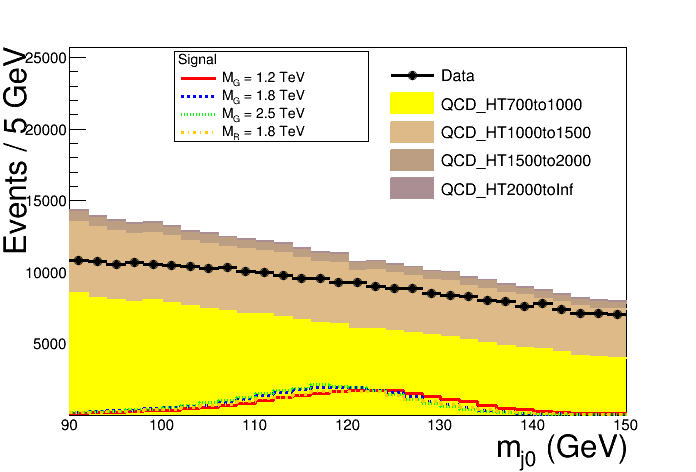 25000
20000
15000
10000
5000
Events / 5 GeV
Signal
M_G = 1.2 TeV
M_G = 1.8 TeV
M_G = 2.5 TeV
M_R = 1.8 TeV
Data
QCD_HT700to1000
QCD_HT1000to1500
QCD_HT1500to2000
QCD_HT2000toInf
90 100 110 120 130 140 150
m_j0 (GeV)